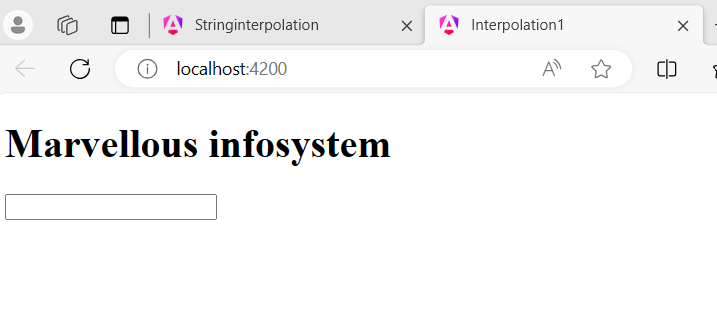 Stringinterpolation
Interpolation1
localhost:4200
Marvellous infosystem